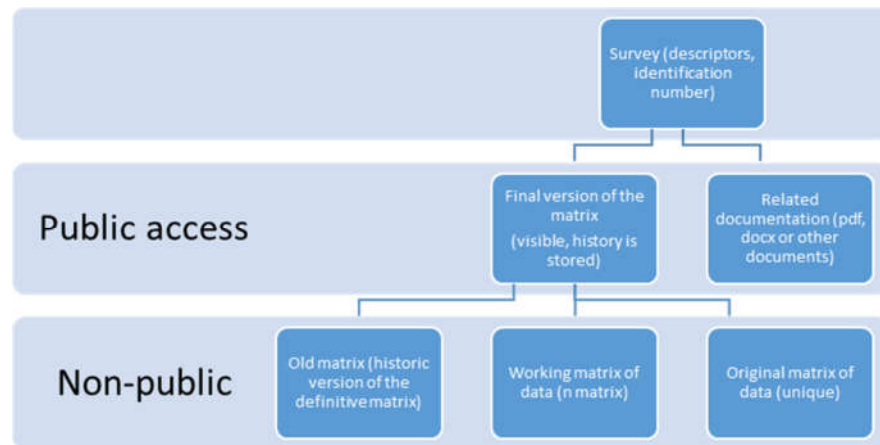 Survey (descriptors,
identification
number)
Public access
Final version of the
matrix
(visible, history is
stored)
Related
documentation (pdf,
docx or other
documents)
Non-public
Old matrix (historic
version of the
definitive matrix)
Working matrix of
data (n matrix)
Original matrix of
data (unique)